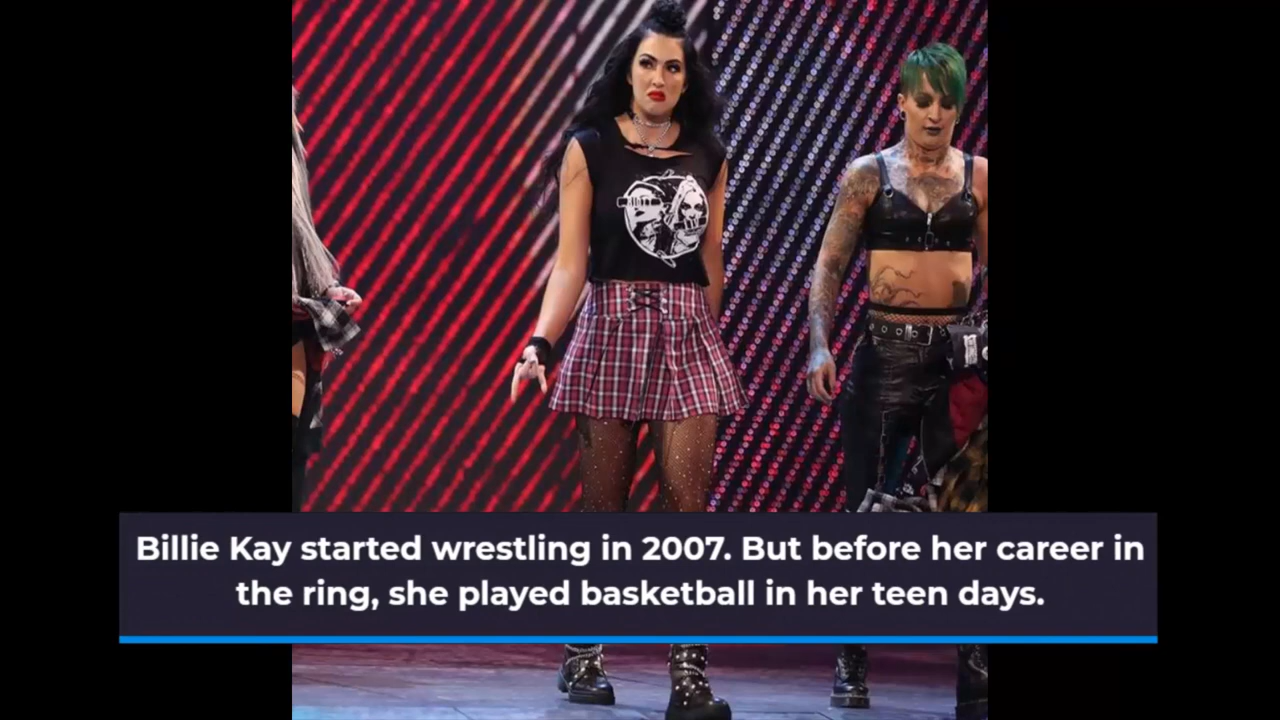 Billie Kay started wrestling in 2007. But before her career in
the ring, she played basketball in her teen days.